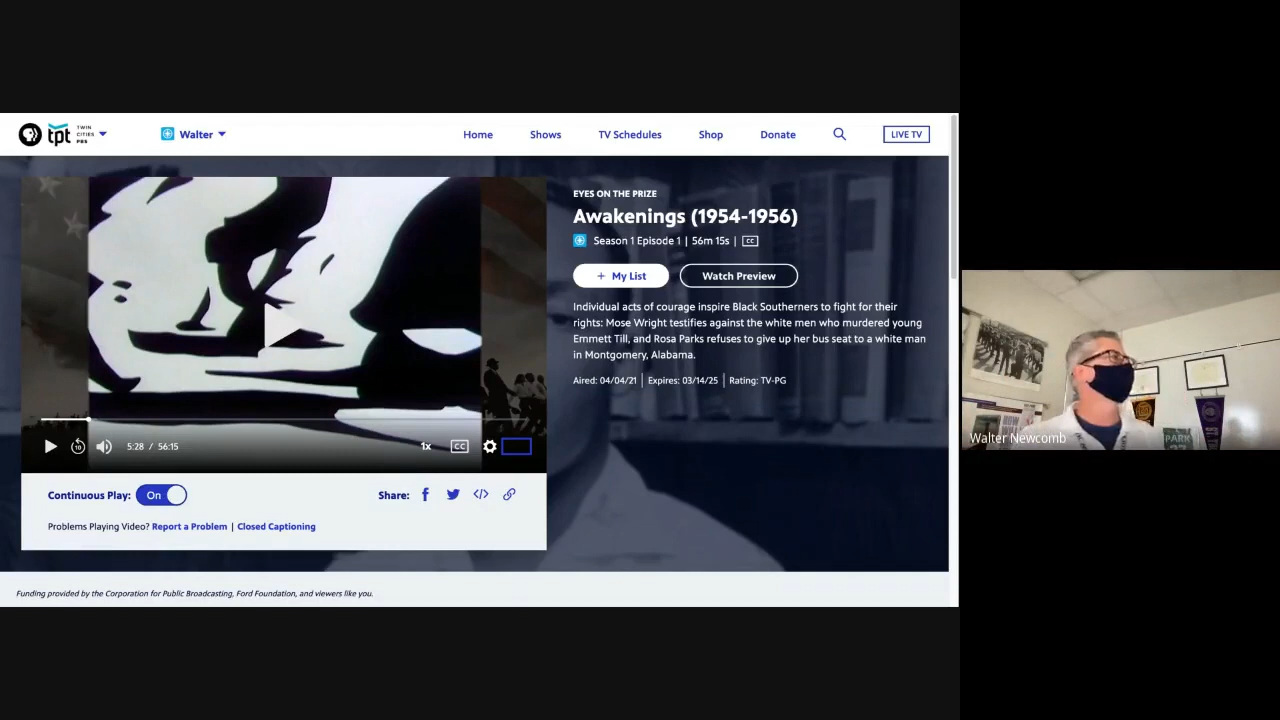 tpt TWIN
CITIES
PBS
Walter
Home
Shows
TV Schedules
Shop
Donate
LIVE TV
EYES ON THE PRIZE
Awakenings (1954-1956)
Season 1 Episode 1 | 56m 15s | CC
+ My List
Watch Preview
Individual acts of courage inspire Black Southerners to fight for their
rights: Mose Wright testifies against the white men who murdered young
Emmett Till, and Rosa Parks refuses to give up her bus seat to a white man
in Montgomery, Alabama.
Aired: 04/04/21 | Expires: 03/14/25 | Rating: TV-PG
10
5:28 / 56:15
1x
CC
Continuous Play: On
Share:
Problems Playing Video? Report a Problem | Closed Captioning
Funding provided by the Corporation for Public Broadcasting, Ford Foundation, and viewers like you.
Walter Newcomb
PARK